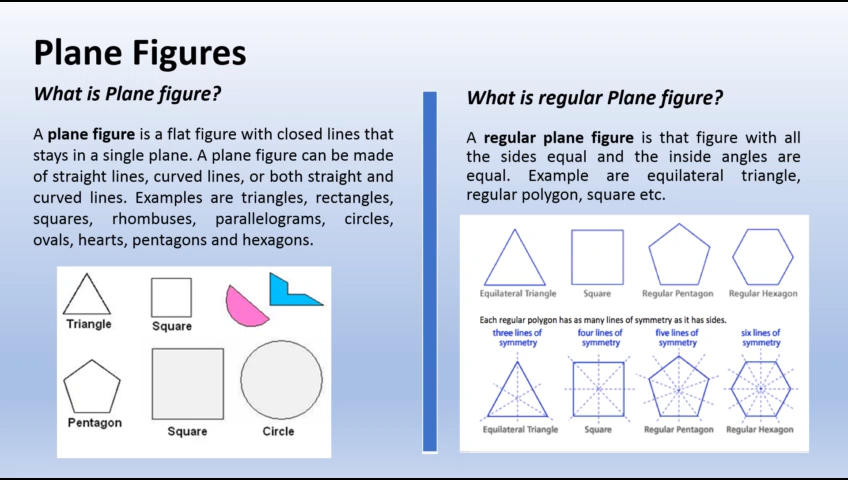 Plane Figures
What is Plane figure?
A plane figure is a flat figure with closed lines that
stays in a single plane. A plane figure can be made
of straight lines, curved lines, or both straight and
curved lines. Examples are triangles, rectangles,
squares, rhombuses, parallelograms, circles,
ovals, hearts, pentagons and hexagons.
Triangle
Square
Pentagon
Square
Circle
What is regular Plane figure?
A regular plane figure is that figure with all
the sides equal and the inside angles are
equal. Example are equilateral triangle,
regular polygon, square etc.
Equilateral Triangle Square Regular Pentagon Regular Hexagon
Each regular polygon has as many lines of symmetry as it has sides.
three lines of four lines of five lines of six lines of
symmetry symmetry symmetry symmetry
Equilateral Triangle Square Regular Pentagon Regular Hexagon